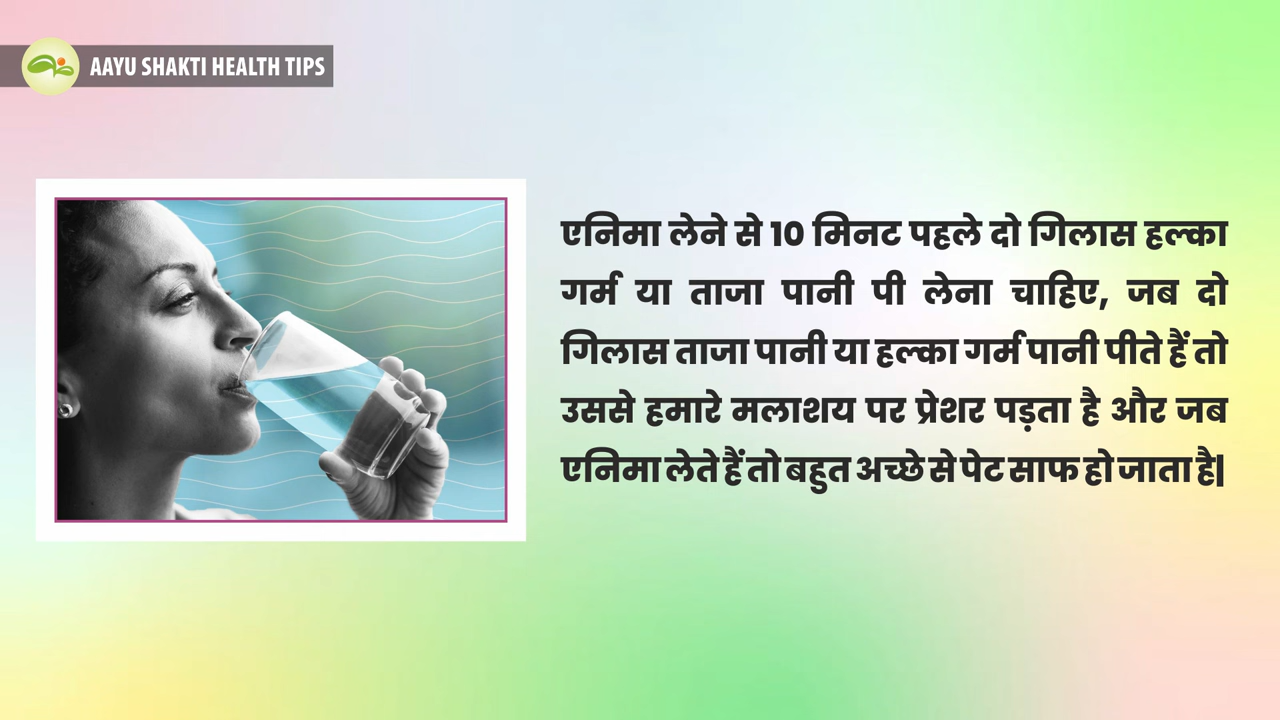 AAYU SHAKTI HEALTH TIPS
एनिमा लेने से 10 मिनट पहले दो गिलास हल्का
गर्म या ताजा पानी पी लेना चाहिए, जब दो
गिलास ताजा पानी या हल्का गर्म पानी पीते हैं तो
उससे हमारे मलाशय पर प्रेशर पड़ता है और जब
एनिमा लेते हैं तो बहुत अच्छे से पेट साफ हो जाता है|